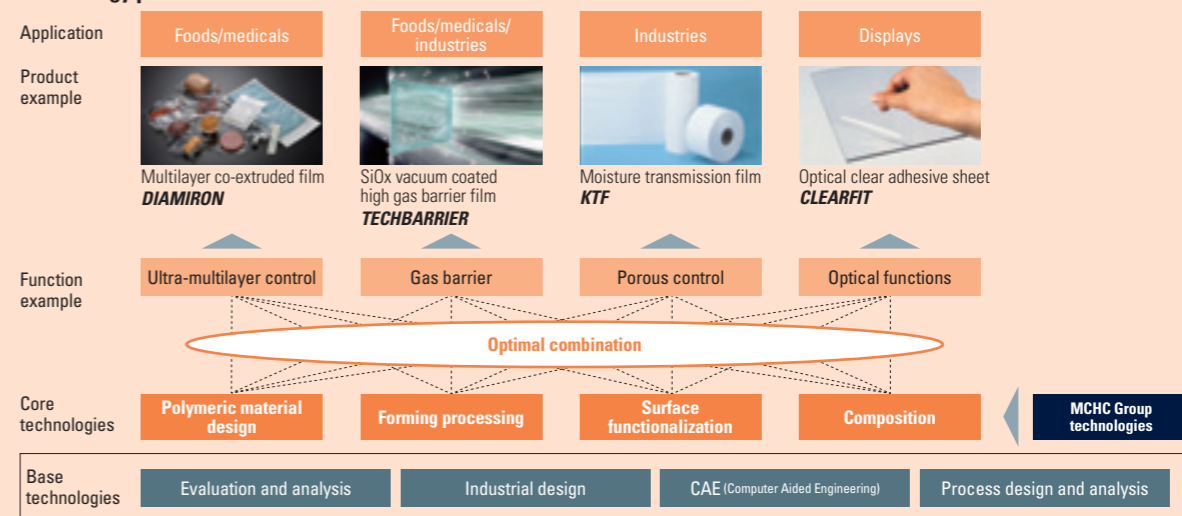 Application
Foods/medicals
Foods/medicals/
industries
Industries
Displays
Product
example
Multilayer co-extruded film
DIAMIRON
SiOx vacuum coated
high gas barrier film
TECHBARRIER
Moisture transmission film
KTF
Optical clear adhesive sheet
CLEARFIT
Function
example
Ultra-multilayer control
Gas barrier
Porous control
Optical functions
Optimal combination
Core
technologies
Polymeric material
design
Forming processing
Surface
functionalization
Composition
MCHC Group
technologies
Base
technologies
Evaluation and analysis
Industrial design
CAE (Computer Aided Engineering)
Process design and analysis